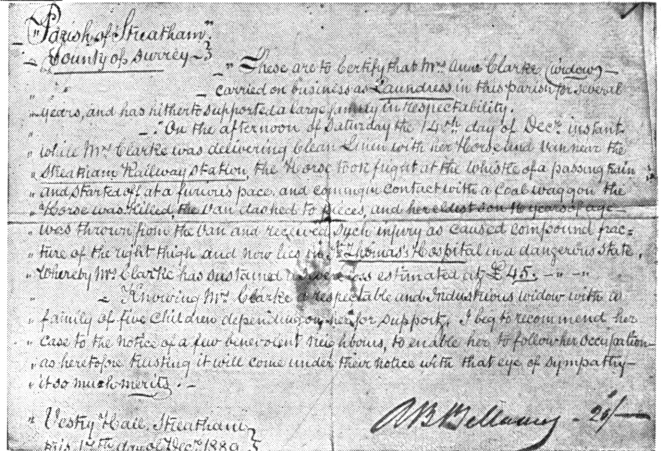 Parish of Streatham.
County of Surrey
These are to Certify that Mrs. Anne Clarke (widow)
carried on business as Laundress in this parish for several
years, and has hitherto supported a large family in respectability.
On the afternoon of Saturday the 14th day of Decr. instant
while Mrs. Clarke was delivering Clean Linen with her Horse and Van near the
Streatham Railway Station, the Horse took fright at the whistle of a passing train
and started off at a furious pace, and coming in contact with a Coal waggon the
Horse was killed, the Van dashed to pieces, and her eldest son 16 years of age
was thrown from the Van and received such injury as caused compound frac=
ture of the right thigh and now lies in St. Thomas's Hospital in a dangerous state,
whereby Mrs. Clarke has sustained estimated at £45.
Knowing Mrs. Clarke a respectable and Industrious widow with a
family of five Children depending on her for support, I beg to recommend her
case to the notice of a few benevolent neighbours, to enable her to follow her occupation
as heretofore trusting it will come under their notice with that eye of sympathy
it so much merits.
Vestry Hall, Streatham
this 17th day of Decr. 1889